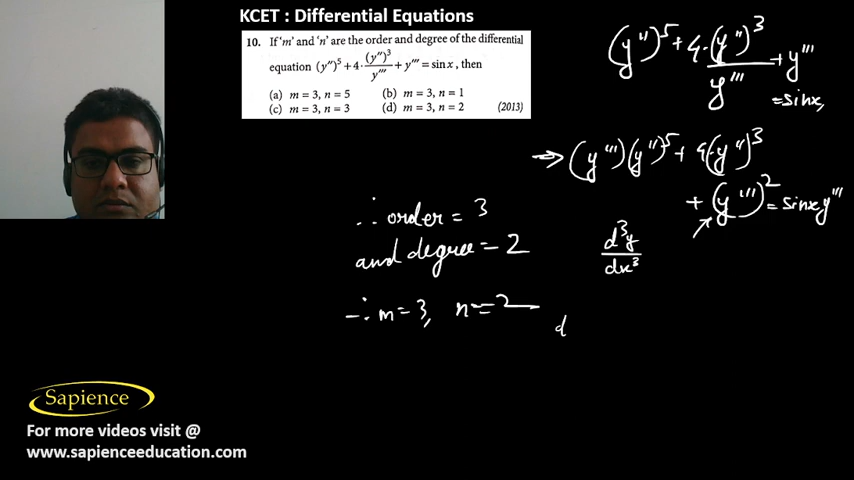 KCET : Differential Equations
10. If 'm' and 'n' are the order and degree of the differential
equation (y'')^5 + 4 · (y'')^3 / y''' + y''' = sin x, then
(a) m = 3, n = 5 (b) m = 3, n = 1
(c) m = 3, n = 3 (d) m = 3, n = 2 (2013)
(y'')^5 + 4 · (y'')^3 / y''' + y'''
= sinx,
⇒ (y''')(y'')^5 + 4(y'')^3
+ (y''')^2 = sinx y'''
∴ order = 3
d^3y / dx^3
and degree = 2
∴ m = 3, n = 2
d
Sapience
For more videos visit @
www.sapienceeducation.com